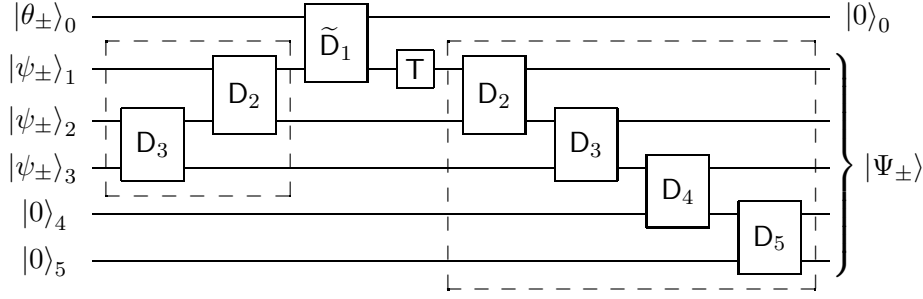 |θ±⟩₀ D̃₁ |0⟩₀
|ψ±⟩₁ D₂ T D₂
|ψ±⟩₂ D₃ D₃
|ψ±⟩₃ D₄ |Ψ±⟩
|0⟩₄ D₅
|0⟩₅